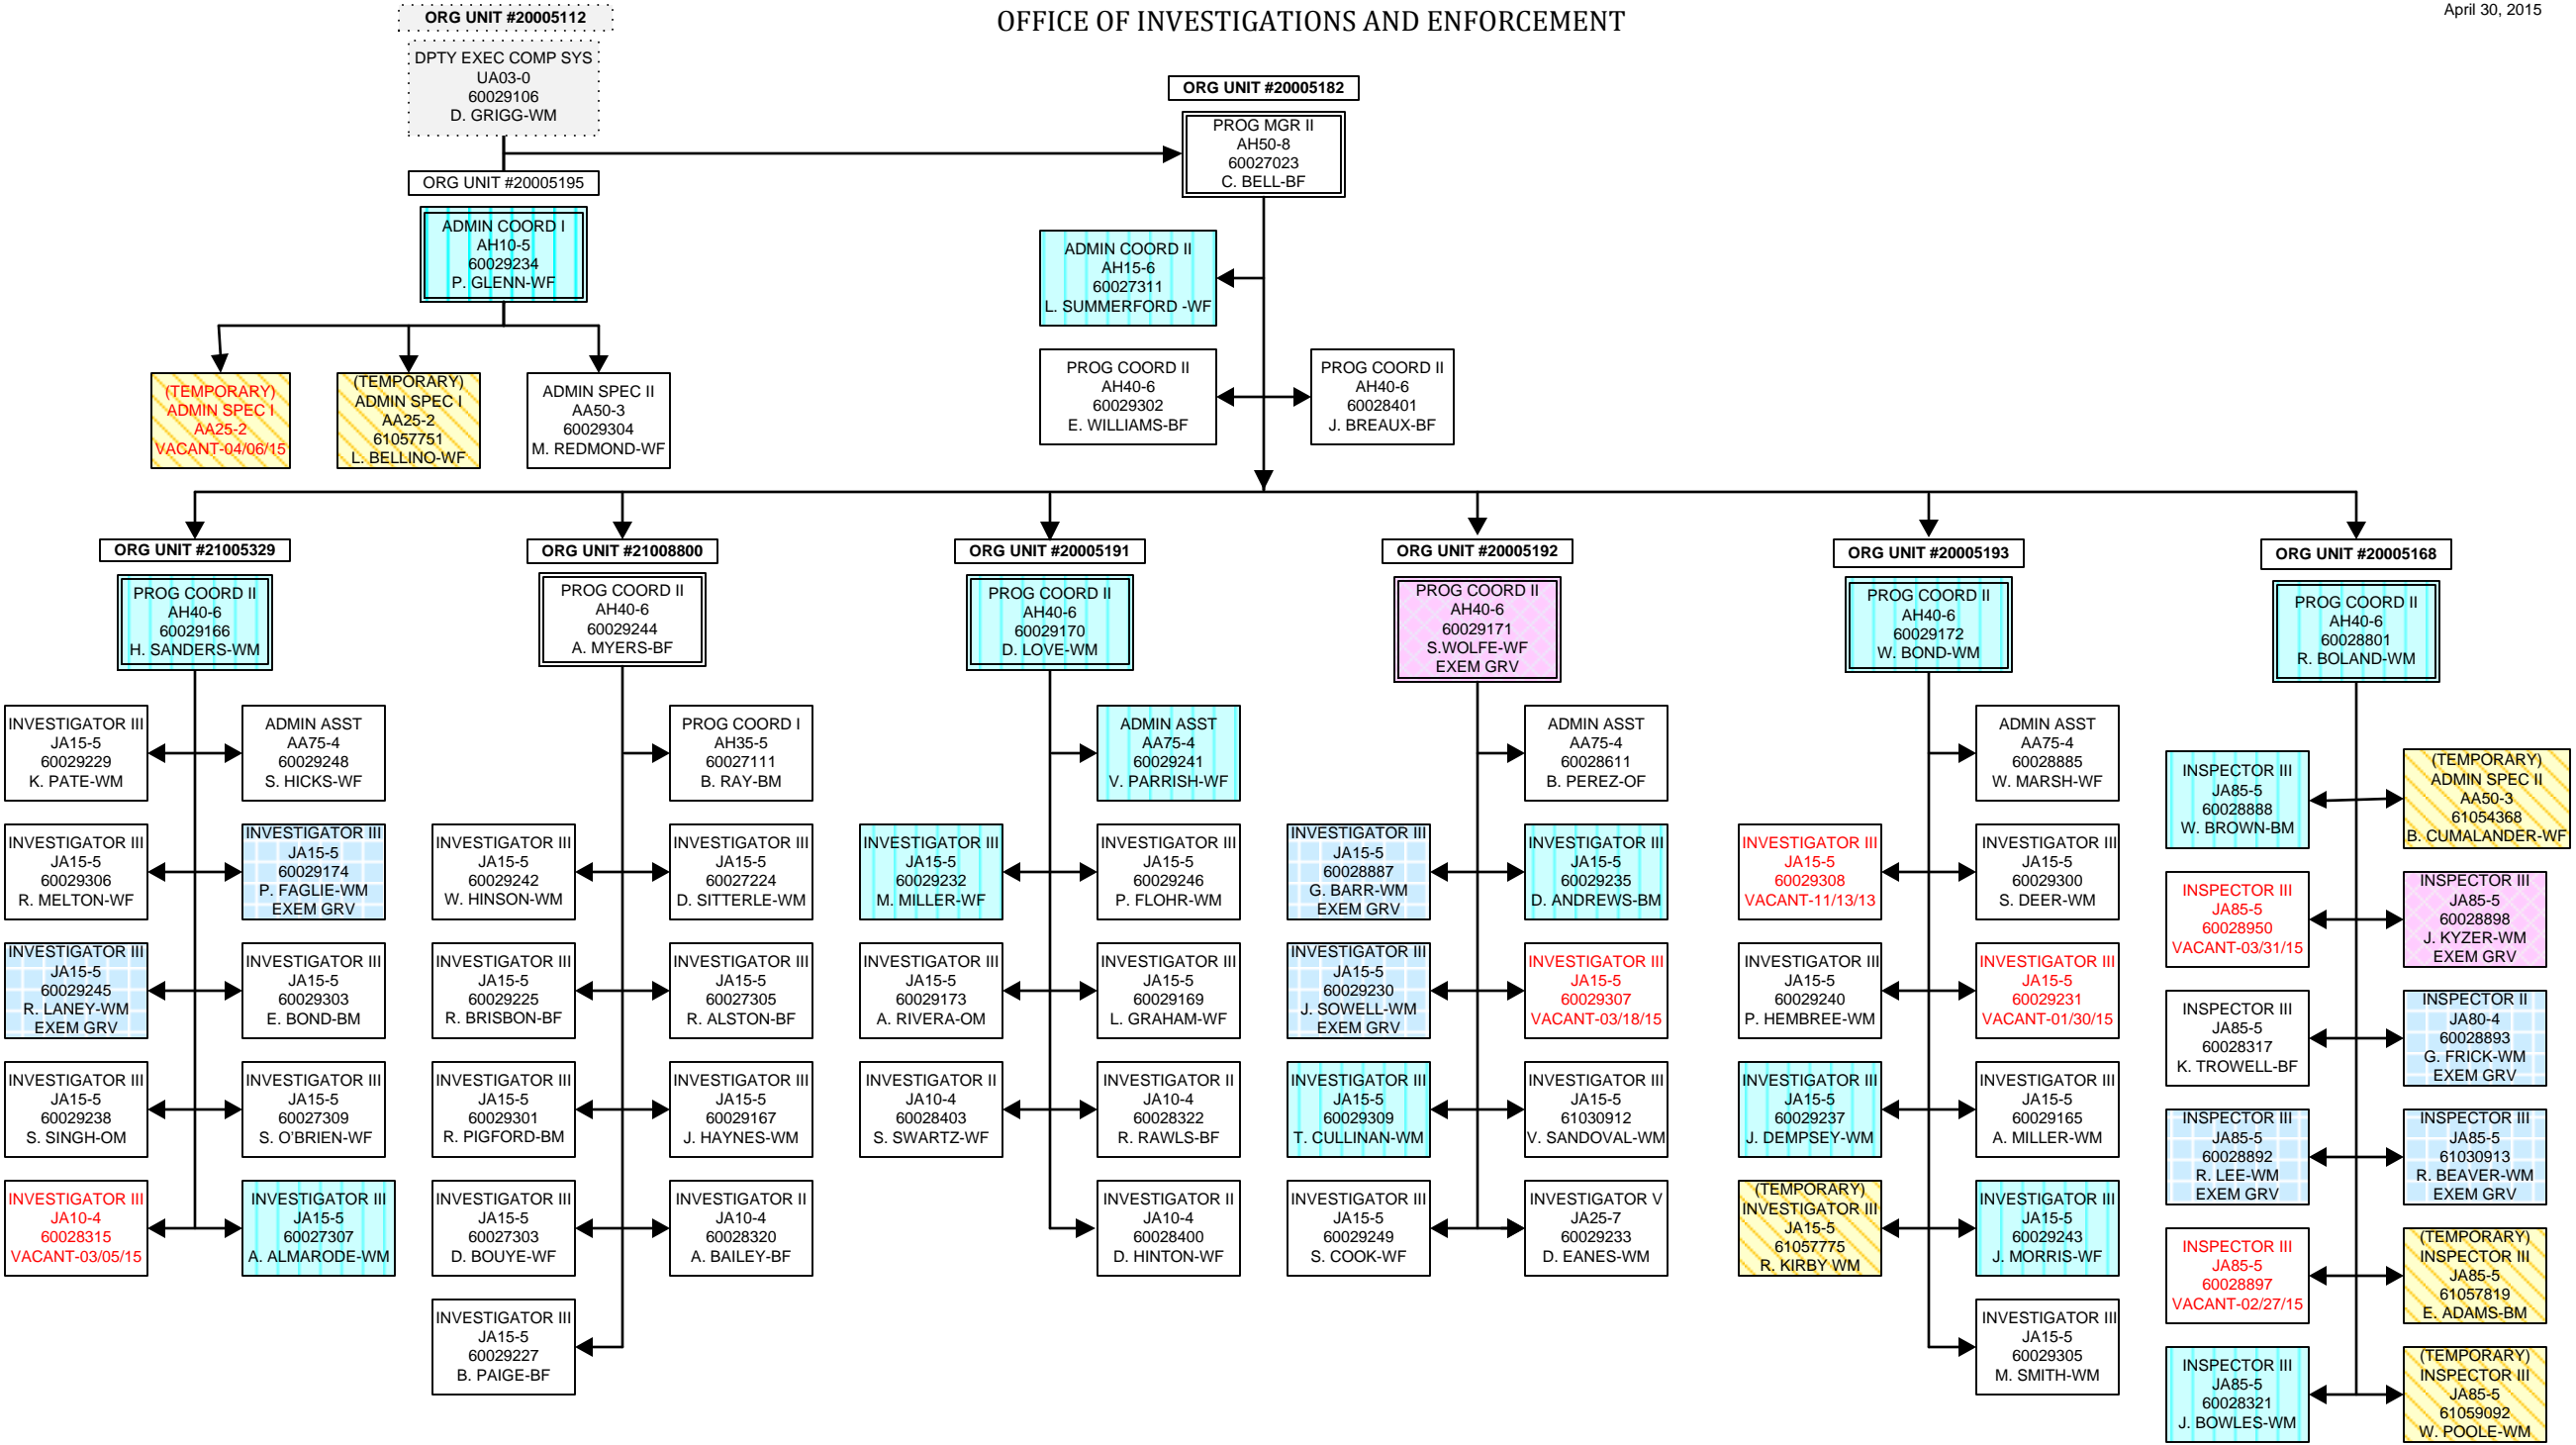 OFFICE OF INVESTIGATIONS AND ENFORCEMENT
April 30, 2015
ORG UNIT #20005112
DPTY EXEC COMP SYS
UA03-0
60029106
D. GRIGG-WM
ORG UNIT #20005182
PROG MGR II
AH50-8
60027023
C. BELL-BF
ORG UNIT #20005195
ADMIN COORD I
AH10-5
60029234
P. GLENN-WF
ADMIN COORD II
AH15-6
60027311
L. SUMMERFORD -WF
(TEMPORARY)
ADMIN SPEC I
AA25-2
VACANT-04/06/15
(TEMPORARY)
ADMIN SPEC I
AA25-2
61057751
L. BELLINO-WF
ADMIN SPEC II
AA50-3
60029304
M. REDMOND-WF
PROG COORD II
AH40-6
60029302
E. WILLIAMS-BF
PROG COORD II
AH40-6
60028401
J. BREAUX-BF
ORG UNIT #21005329
PROG COORD II
AH40-6
60029166
H. SANDERS-WM
INVESTIGATOR III
JA15-5
60029229
K. PATE-WM
ADMIN ASST
AA75-4
60029248
S. HICKS-WF
INVESTIGATOR III
JA15-5
60029306
R. MELTON-WF
INVESTIGATOR III
JA15-5
60029174
P. FAGLIE-WM
EXEM GRV
INVESTIGATOR III
JA15-5
60029245
R. LANEY-WM
EXEM GRV
INVESTIGATOR III
JA15-5
60029303
E. BOND-BM
INVESTIGATOR III
JA15-5
60029238
S. SINGH-OM
INVESTIGATOR III
JA15-5
60027309
S. O'BRIEN-WF
INVESTIGATOR III
JA10-4
60028315
VACANT-03/05/15
INVESTIGATOR III
JA15-5
60027307
A. ALMARODE-WM
ORG UNIT #21008800
PROG COORD II
AH40-6
60029244
A. MYERS-BF
PROG COORD I
AH35-5
60027111
B. RAY-BM
INVESTIGATOR III
JA15-5
60029242
W. HINSON-WM
INVESTIGATOR III
JA15-5
60027224
D. SITTERLE-WM
INVESTIGATOR III
JA15-5
60029225
R. BRISBON-BF
INVESTIGATOR III
JA15-5
60027305
R. ALSTON-BF
INVESTIGATOR III
JA15-5
60029301
R. PIGFORD-BM
INVESTIGATOR III
JA15-5
60029167
J. HAYNES-WM
INVESTIGATOR III
JA15-5
60027303
D. BOUYE-WF
INVESTIGATOR II
JA10-4
60028320
A. BAILEY-BF
INVESTIGATOR III
JA15-5
60029227
B. PAIGE-BF
ORG UNIT #20005191
PROG COORD II
AH40-6
60029170
D. LOVE-WM
ADMIN ASST
AA75-4
60029241
V. PARRISH-WF
INVESTIGATOR III
JA15-5
60029232
M. MILLER-WF
INVESTIGATOR III
JA15-5
60029246
P. FLOHR-WM
INVESTIGATOR III
JA15-5
60029173
A. RIVERA-OM
INVESTIGATOR III
JA15-5
60029169
L. GRAHAM-WF
INVESTIGATOR II
JA10-4
60028403
S. SWARTZ-WF
INVESTIGATOR II
JA10-4
60028322
R. RAWLS-BF
INVESTIGATOR II
JA10-4
60028400
D. HINTON-WF
ORG UNIT #20005192
PROG COORD II
AH40-6
60029171
S.WOLFE-WF
EXEM GRV
ADMIN ASST
AA75-4
60028611
B. PEREZ-OF
INVESTIGATOR III
JA15-5
60028887
G. BARR-WM
EXEM GRV
INVESTIGATOR III
JA15-5
60029235
D. ANDREWS-BM
INVESTIGATOR III
JA15-5
60029230
J. SOWELL-WM
EXEM GRV
INVESTIGATOR III
JA15-5
60029307
VACANT-03/18/15
INVESTIGATOR III
JA15-5
60029309
T. CULLINAN-WM
INVESTIGATOR III
JA15-5
61030912
V. SANDOVAL-WM
INVESTIGATOR III
JA15-5
60029249
S. COOK-WF
INVESTIGATOR V
JA25-7
60029233
D. EANES-WM
ORG UNIT #20005193
PROG COORD II
AH40-6
60029172
W. BOND-WM
ADMIN ASST
AA75-4
60028885
W. MARSH-WF
INVESTIGATOR III
JA15-5
60029308
VACANT-11/13/13
INVESTIGATOR III
JA15-5
60029300
S. DEER-WM
INVESTIGATOR III
JA15-5
60029240
P. HEMBREE-WM
INVESTIGATOR III
JA15-5
60029231
VACANT-01/30/15
INVESTIGATOR III
JA15-5
60029237
J. DEMPSEY-WM
INVESTIGATOR III
JA15-5
60029165
A. MILLER-WM
(TEMPORARY)
INVESTIGATOR III
JA15-5
61057775
R. KIRBY WM
INVESTIGATOR III
JA15-5
60029243
J. MORRIS-WF
INVESTIGATOR III
JA15-5
60029305
M. SMITH-WM
ORG UNIT #20005168
PROG COORD II
AH40-6
60028801
R. BOLAND-WM
INSPECTOR III
JA85-5
60028888
W. BROWN-BM
(TEMPORARY)
ADMIN SPEC II
AA50-3
61054368
B. CUMALANDER-WF
INSPECTOR III
JA85-5
60028950
VACANT-03/31/15
INSPECTOR III
JA85-5
60028898
J. KYZER-WM
EXEM GRV
INSPECTOR III
JA85-5
60028317
K. TROWELL-BF
INSPECTOR II
JA80-4
60028893
G. FRICK-WM
EXEM GRV
INSPECTOR III
JA85-5
60028892
R. LEE-WM
EXEM GRV
INSPECTOR III
JA85-5
61030913
R. BEAVER-WM
EXEM GRV
INSPECTOR III
JA85-5
60028897
VACANT-02/27/15
(TEMPORARY)
INSPECTOR III
JA85-5
61057819
E. ADAMS-BM
INSPECTOR III
JA85-5
60028321
J. BOWLES-WM
(TEMPORARY)
INSPECTOR III
JA85-5
61059092
W. POOLE-WM